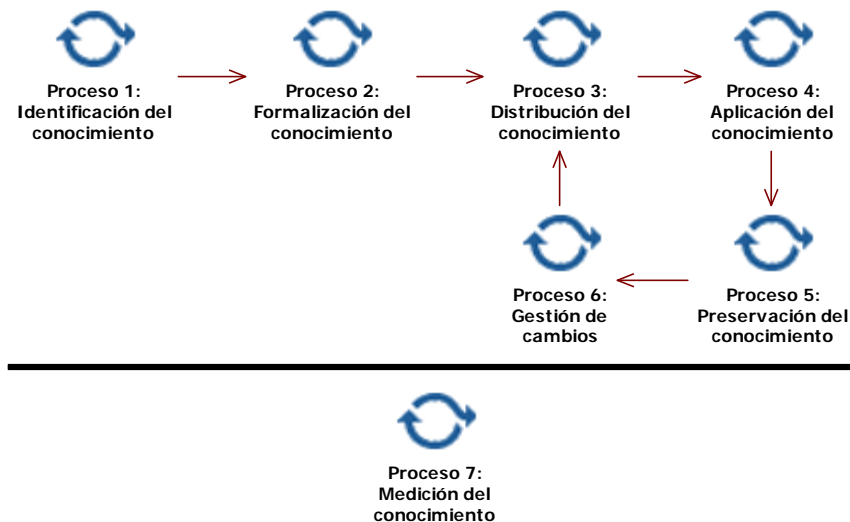 Proceso 1:
Identificación del
conocimiento
Proceso 2:
Formalización del
conocimiento
Proceso 3:
Distribución del
conocimiento
Proceso 4:
Aplicación del
conocimiento
Proceso 6:
Gestión de
cambios
Proceso 5:
Preservación del
conocimiento
Proceso 7:
Medición del
conocimiento